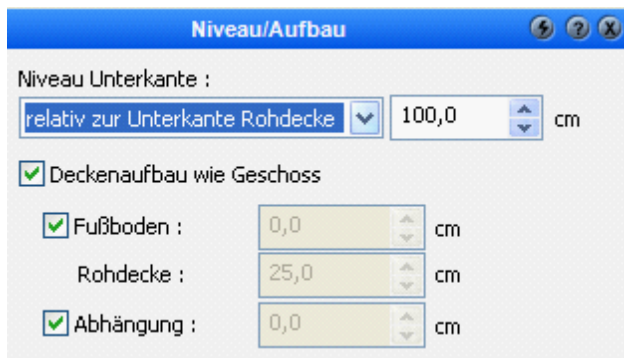 Niveau/Aufbau
Niveau Unterkante :
relativ zur Unterkante Rohdecke 100,0 cm
Deckenaufbau wie Geschoss
Fußboden : 0,0 cm
Rohdecke : 25,0 cm
Abhängung : 0,0 cm